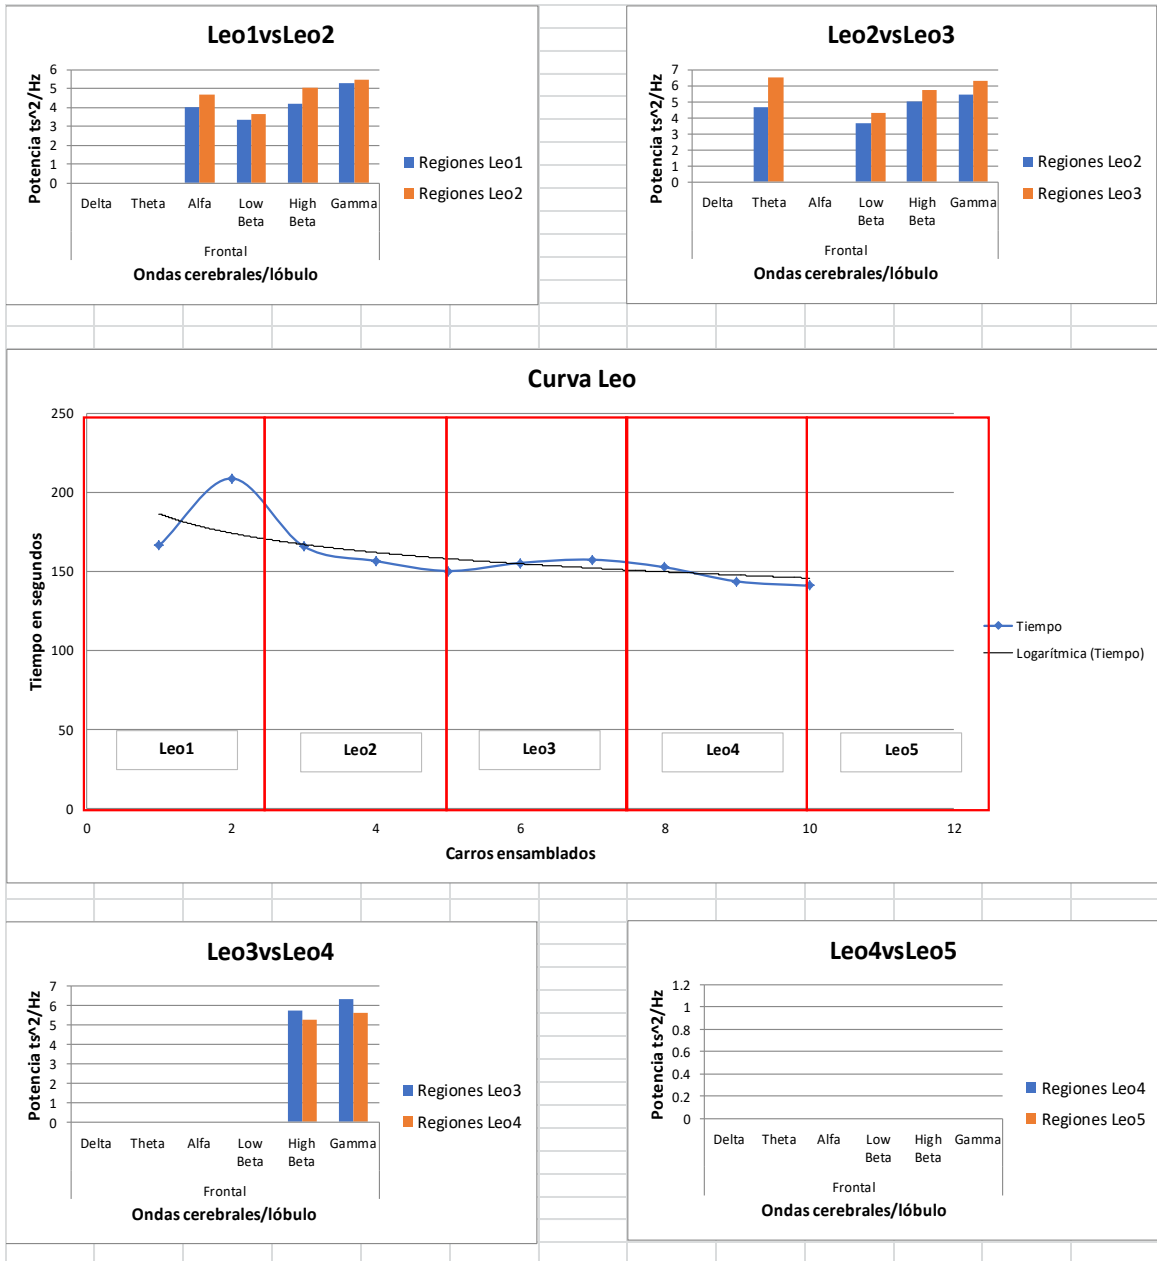 Leo1vsLeo2
Potencia ts^2/Hz
6
5
4
3
2
1
0
Delta Theta Alfa Low Beta High Beta Gamma
Frontal
Ondas cerebrales/lóbulo
Regiones Leo1
Regiones Leo2
Leo2vsLeo3
Potencia ts^2/Hz
7
6
5
4
3
2
1
0
Delta Theta Alfa Low Beta High Beta Gamma
Frontal
Ondas cerebrales/lóbulo
Regiones Leo2
Regiones Leo3
Curva Leo
Tiempo en segundos
250
200
150
100
50
0
Leo1 Leo2 Leo3 Leo4 Leo5
0 2 4 6 8 10 12
Carros ensamblados
Tiempo
Logarítmica (Tiempo)
Leo3vsLeo4
Potencia ts^2/Hz
7
6
5
4
3
2
1
0
Delta Theta Alfa Low Beta High Beta Gamma
Frontal
Ondas cerebrales/lóbulo
Regiones Leo3
Regiones Leo4
Leo4vsLeo5
Potencia ts^2/Hz
1.2
1
0.8
0.6
0.4
0.2
0
Delta Theta Alfa Low Beta High Beta Gamma
Frontal
Ondas cerebrales/lóbulo
Regiones Leo4
Regiones Leo5